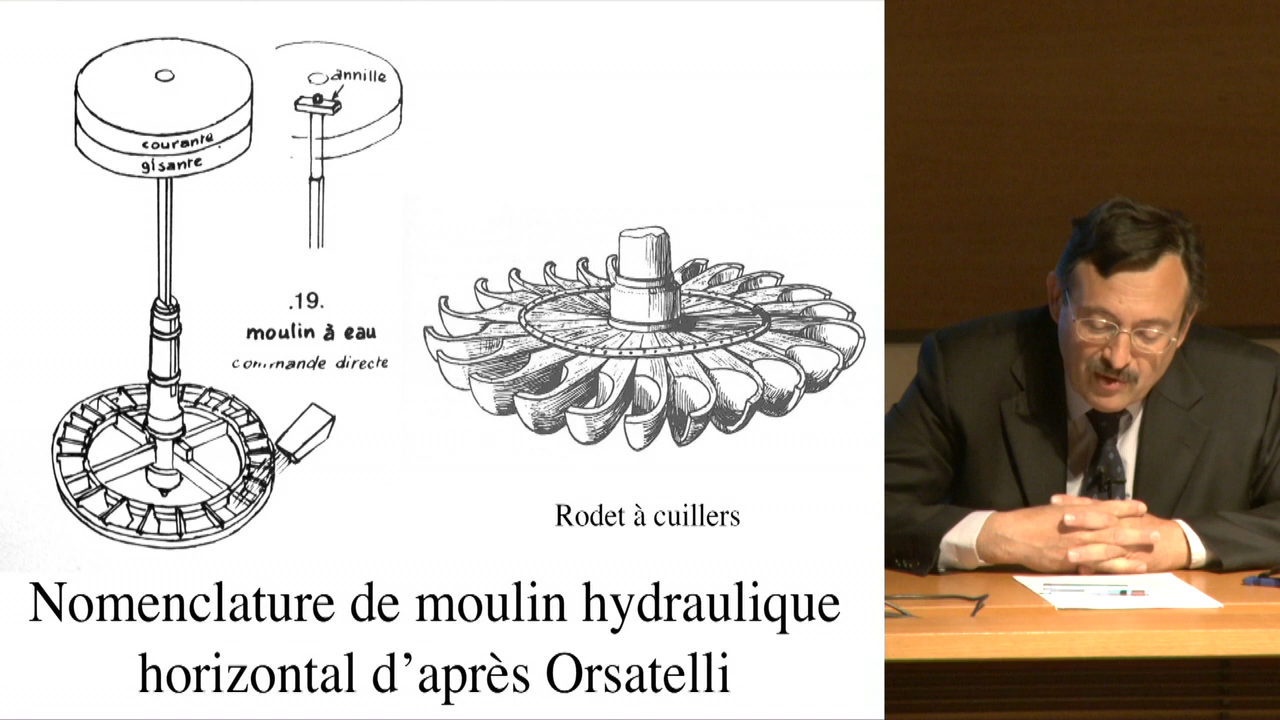 annille
courante
gisante
.19.
moulin à eau
commande directe
Rodet à cuillers
Nomenclature de moulin hydraulique
horizontal d’après Orsatelli